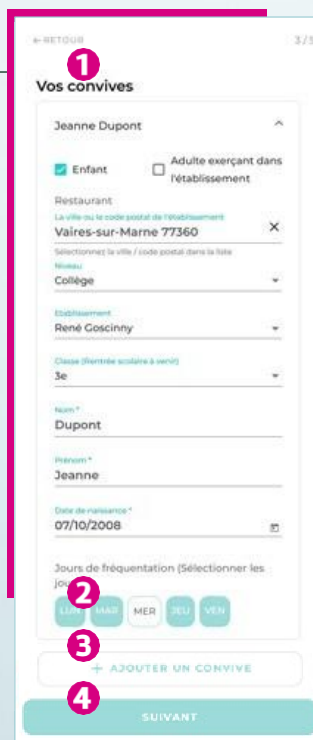 ← RETOUR 3/3
1
Vos convives
Jeanne Dupont
Enfant
Adulte exerçant dans
l'établissement
Restaurant
La ville ou le code postal de l'établissement
Vaires-sur-Marne 77360
Sélectionnez la ville / code postal dans la liste
Niveau
Collège
Etablissement
René Goscinny
Classe (Rentrée scolaire à venir)
3e
Nom *
Dupont
Prénom *
Jeanne
Date de naissance *
07/10/2008
Jours de fréquentation (Sélectionner les
2
LUN MAR MER JEU VEN
3
+ AJOUTER UN CONVIVE
4
SUIVANT